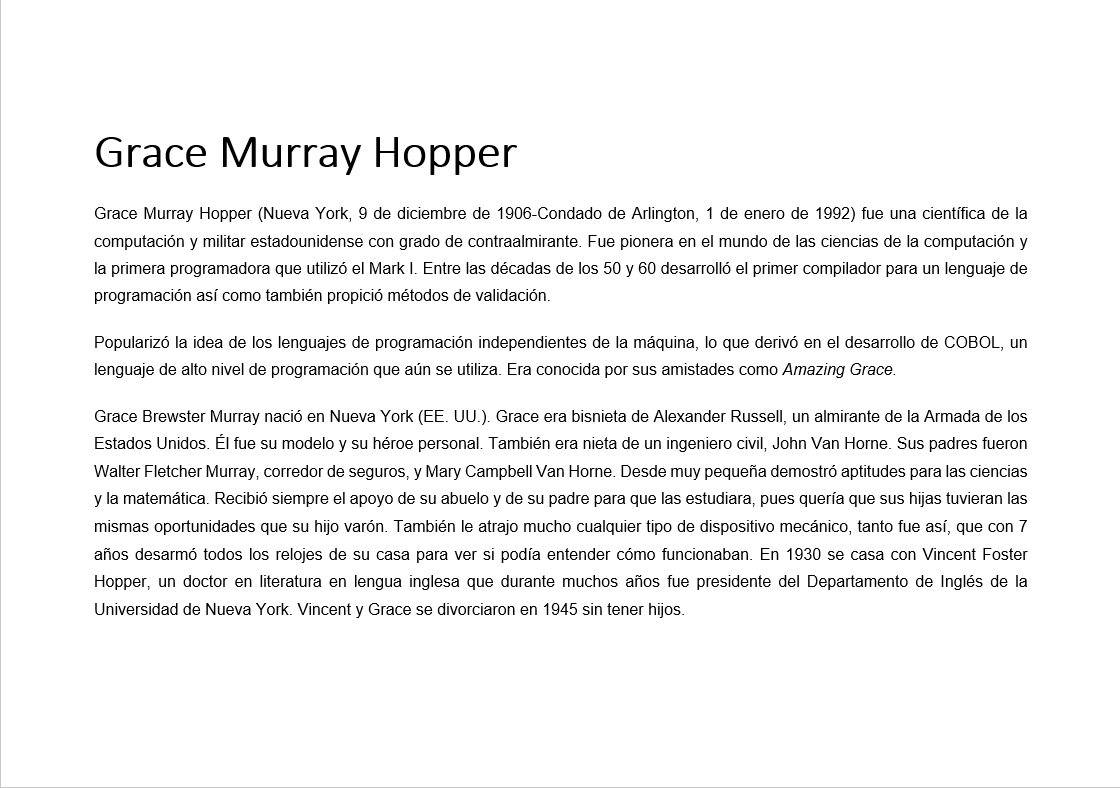 Grace Murray Hopper
Grace Murray Hopper (Nueva York, 9 de diciembre de 1906-Condado de Arlington, 1 de enero de 1992) fue una científica de la
computación y militar estadounidense con grado de contraalmirante. Fue pionera en el mundo de las ciencias de la computación y
la primera programadora que utilizó el Mark I. Entre las décadas de los 50 y 60 desarrolló el primer compilador para un lenguaje de
programación así como también propició métodos de validación.
Popularizó la idea de los lenguajes de programación independientes de la máquina, lo que derivó en el desarrollo de COBOL, un
lenguaje de alto nivel de programación que aún se utiliza. Era conocida por sus amistades como Amazing Grace.
Grace Brewster Murray nació en Nueva York (EE. UU.). Grace era bisnieta de Alexander Russell, un almirante de la Armada de los
Estados Unidos. Él fue su modelo y su héroe personal. También era nieta de un ingeniero civil, John Van Horne. Sus padres fueron
Walter Fletcher Murray, corredor de seguros, y Mary Campbell Van Horne. Desde muy pequeña demostró aptitudes para las ciencias
y la matemática. Recibió siempre el apoyo de su abuelo y de su padre para que las estudiara, pues quería que sus hijas tuvieran las
mismas oportunidades que su hijo varón. También le atrajo mucho cualquier tipo de dispositivo mecánico, tanto fue así, que con 7
años desarmó todos los relojes de su casa para ver si podía entender cómo funcionaban. En 1930 se casa con Vincent Foster
Hopper, un doctor en literatura en lengua inglesa que durante muchos años fue presidente del Departamento de Inglés de la
Universidad de Nueva York. Vincent y Grace se divorciaron en 1945 sin tener hijos.